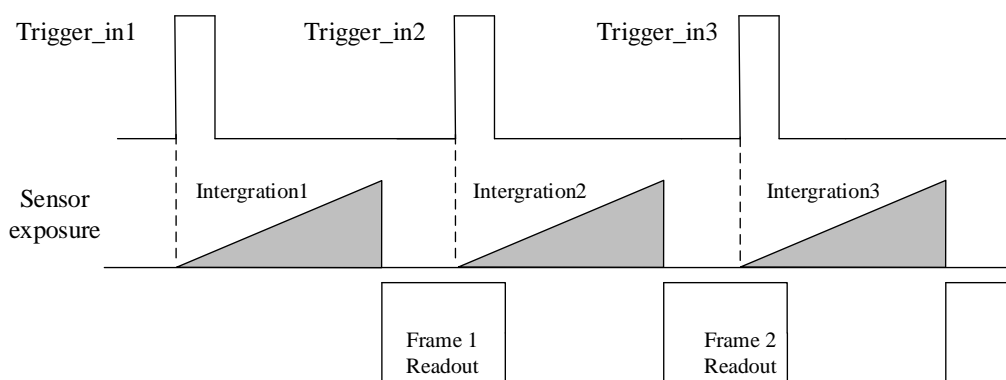 Trigger_in1
Trigger_in2
Trigger_in3
Sensor
exposure
Intergration1
Intergration2
Intergration3
Frame 1
Readout
Frame 2
Readout